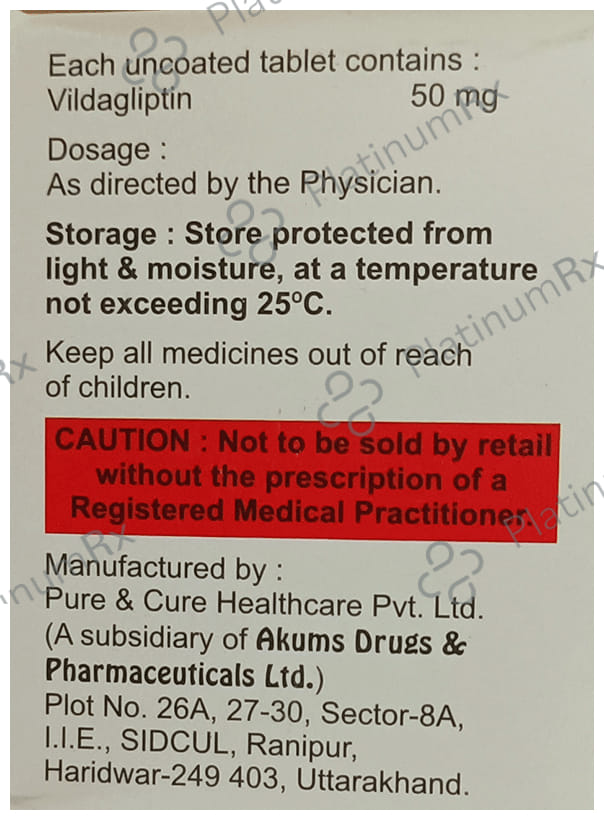 Each uncoated tablet contains :
Vildagliptin 50 mg
Dosage :
As directed by the Physician.
Storage : Store protected from
light & moisture, at a temperature
not exceeding 25ºC.
Keep all medicines out of reach
of children.
CAUTION : Not to be sold by retail
without the prescription of a
Registered Medical Practitioner
Manufactured by :
Pure & Cure Healthcare Pvt. Ltd.
(A subsidiary of Akums Drugs &
Pharmaceuticals Ltd.)
Plot No. 26A, 27-30, Sector-8A,
I.I.E., SIDCUL, Ranipur,
Haridwar-249 403, Uttarakhand.
PlatinumRx
PlatinumRx